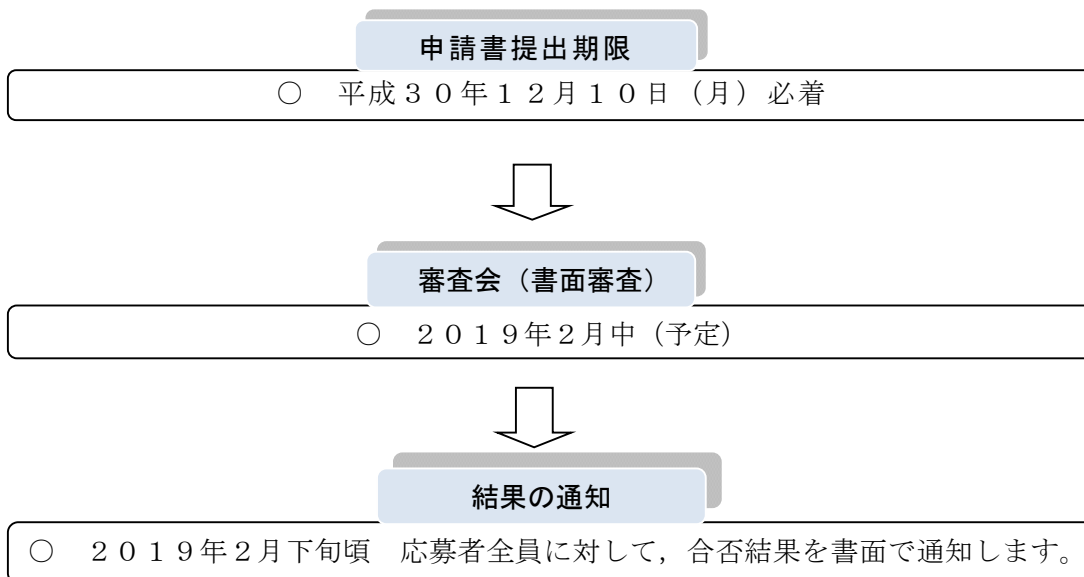 申請書提出期限
○　平成３０年１２月１０日（月）必着
審査会（書面審査）
○　２０１９年２月中（予定）
結果の通知
○　２０１９年２月下旬頃　応募者全員に対して，合否結果を書面で通知します。